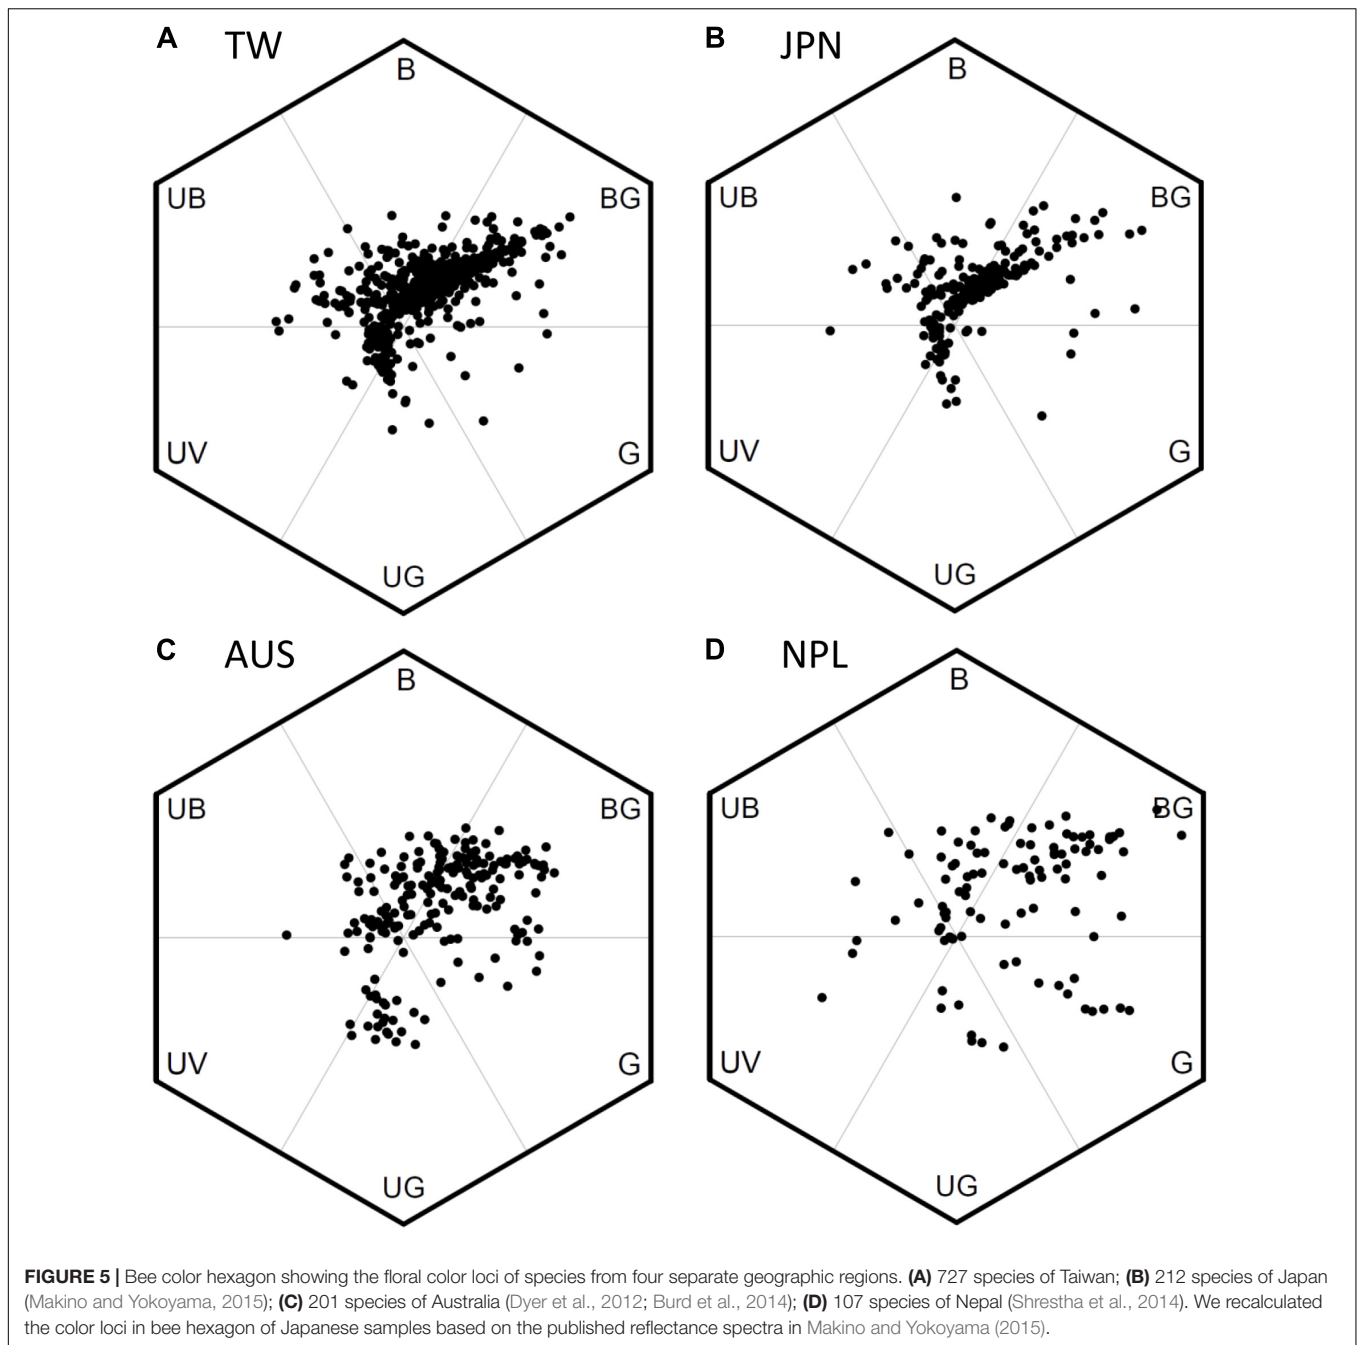 A TW
B JPN
B
B
UB
BG
UB
BG
UV
G
UV
G
UG
UG
C AUS
D NPL
B
B
UB
BG
UB
BG
UV
G
UV
G
UG
UG
FIGURE 5 | Bee color hexagon showing the floral color loci of species from four separate geographic regions. (A) 727 species of Taiwan; (B) 212 species of Japan
(Makino and Yokoyama, 2015); (C) 201 species of Australia (Dyer et al., 2012; Burd et al., 2014); (D) 107 species of Nepal (Shrestha et al., 2014). We recalculated
the color loci in bee hexagon of Japanese samples based on the published reflectance spectra in Makino and Yokoyama (2015).